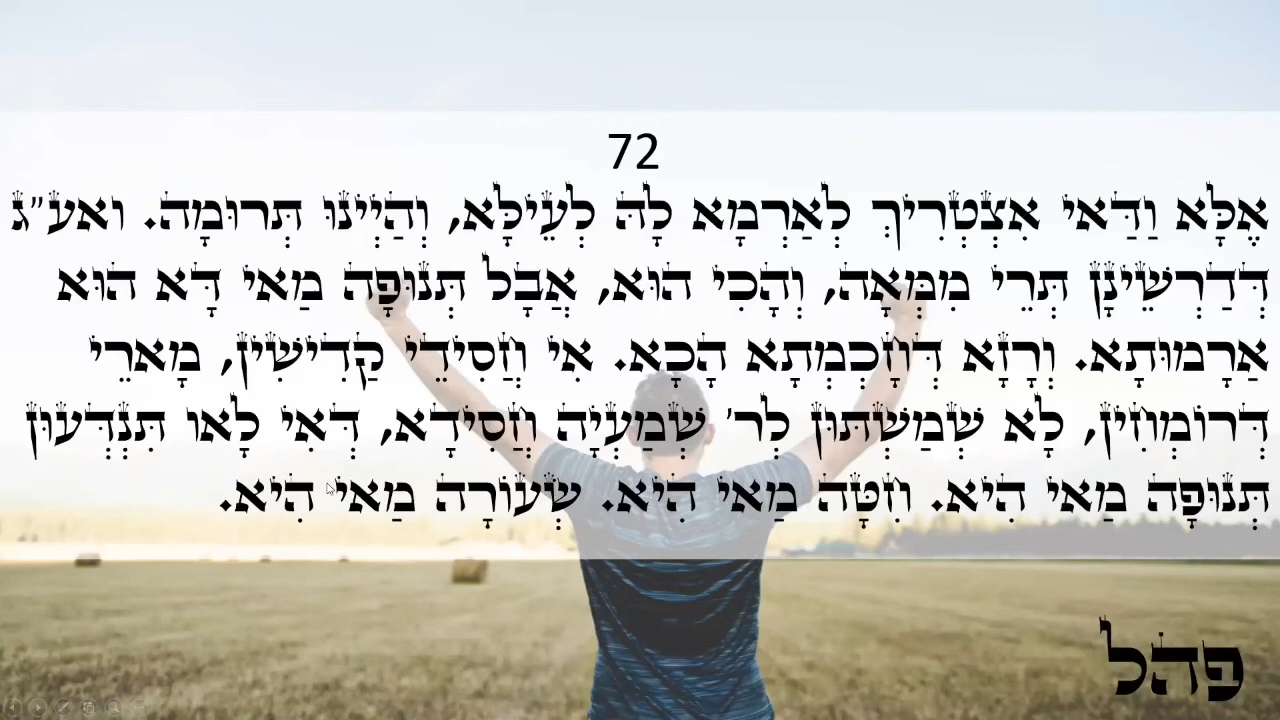 72
אֶלָּא וַדַּאי אִצְטְרִיךְ לְאַרְמָא לָהּ לְעֵילָּא, וְהַיְינוּ תְּרוּמָה. ואע״ג
דְּדַרְשֵׁינָן תְּרֵי מִמְּאָה, וְהָכִי הוּא, אֲבָל תְּנוּפָה מַאי דָּא הוּא
אַרָמוּתָא. וְרָזָא דְּחָכְמְתָא הָכָא. אִי חֲסִידֵי קַדִישִׁין, מָארֵי
דְּרוֹמְחִין, לָא שְׁמַשְׁתּוּן לְר׳ שְׁמַעְיָה חֲסִידָא, דְּאִי לָאו תִּנְדְּעוּן
תְּנוּפָה מַאי הִיא. חִטָּה מַאי הִיא. שְׂעוֹרָה מַאי הִיא.
פהל